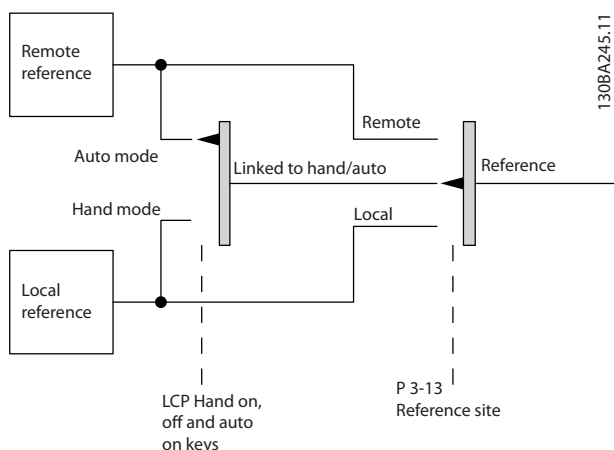 Remote
reference
130BA245.11
Remote
Auto mode
Linked to hand/auto
Reference
Hand mode
Local
Local
reference
LCP Hand on,
off and auto
on keys
P 3-13
Reference site